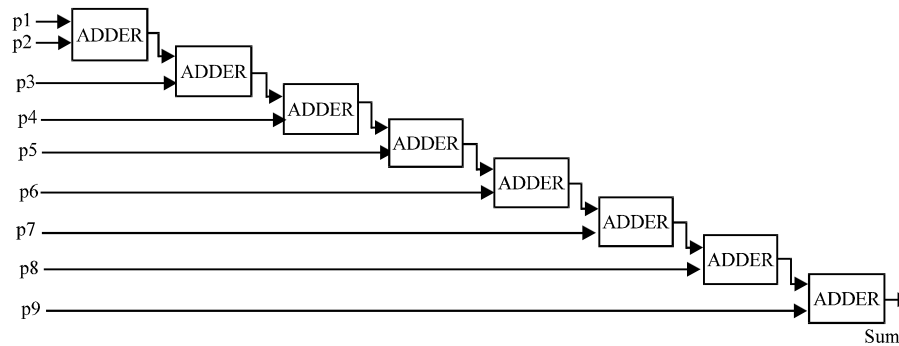 p1
p2
ADDER
p3
ADDER
p4
ADDER
p5
ADDER
p6
ADDER
p7
ADDER
p8
ADDER
p9
ADDER
Sum